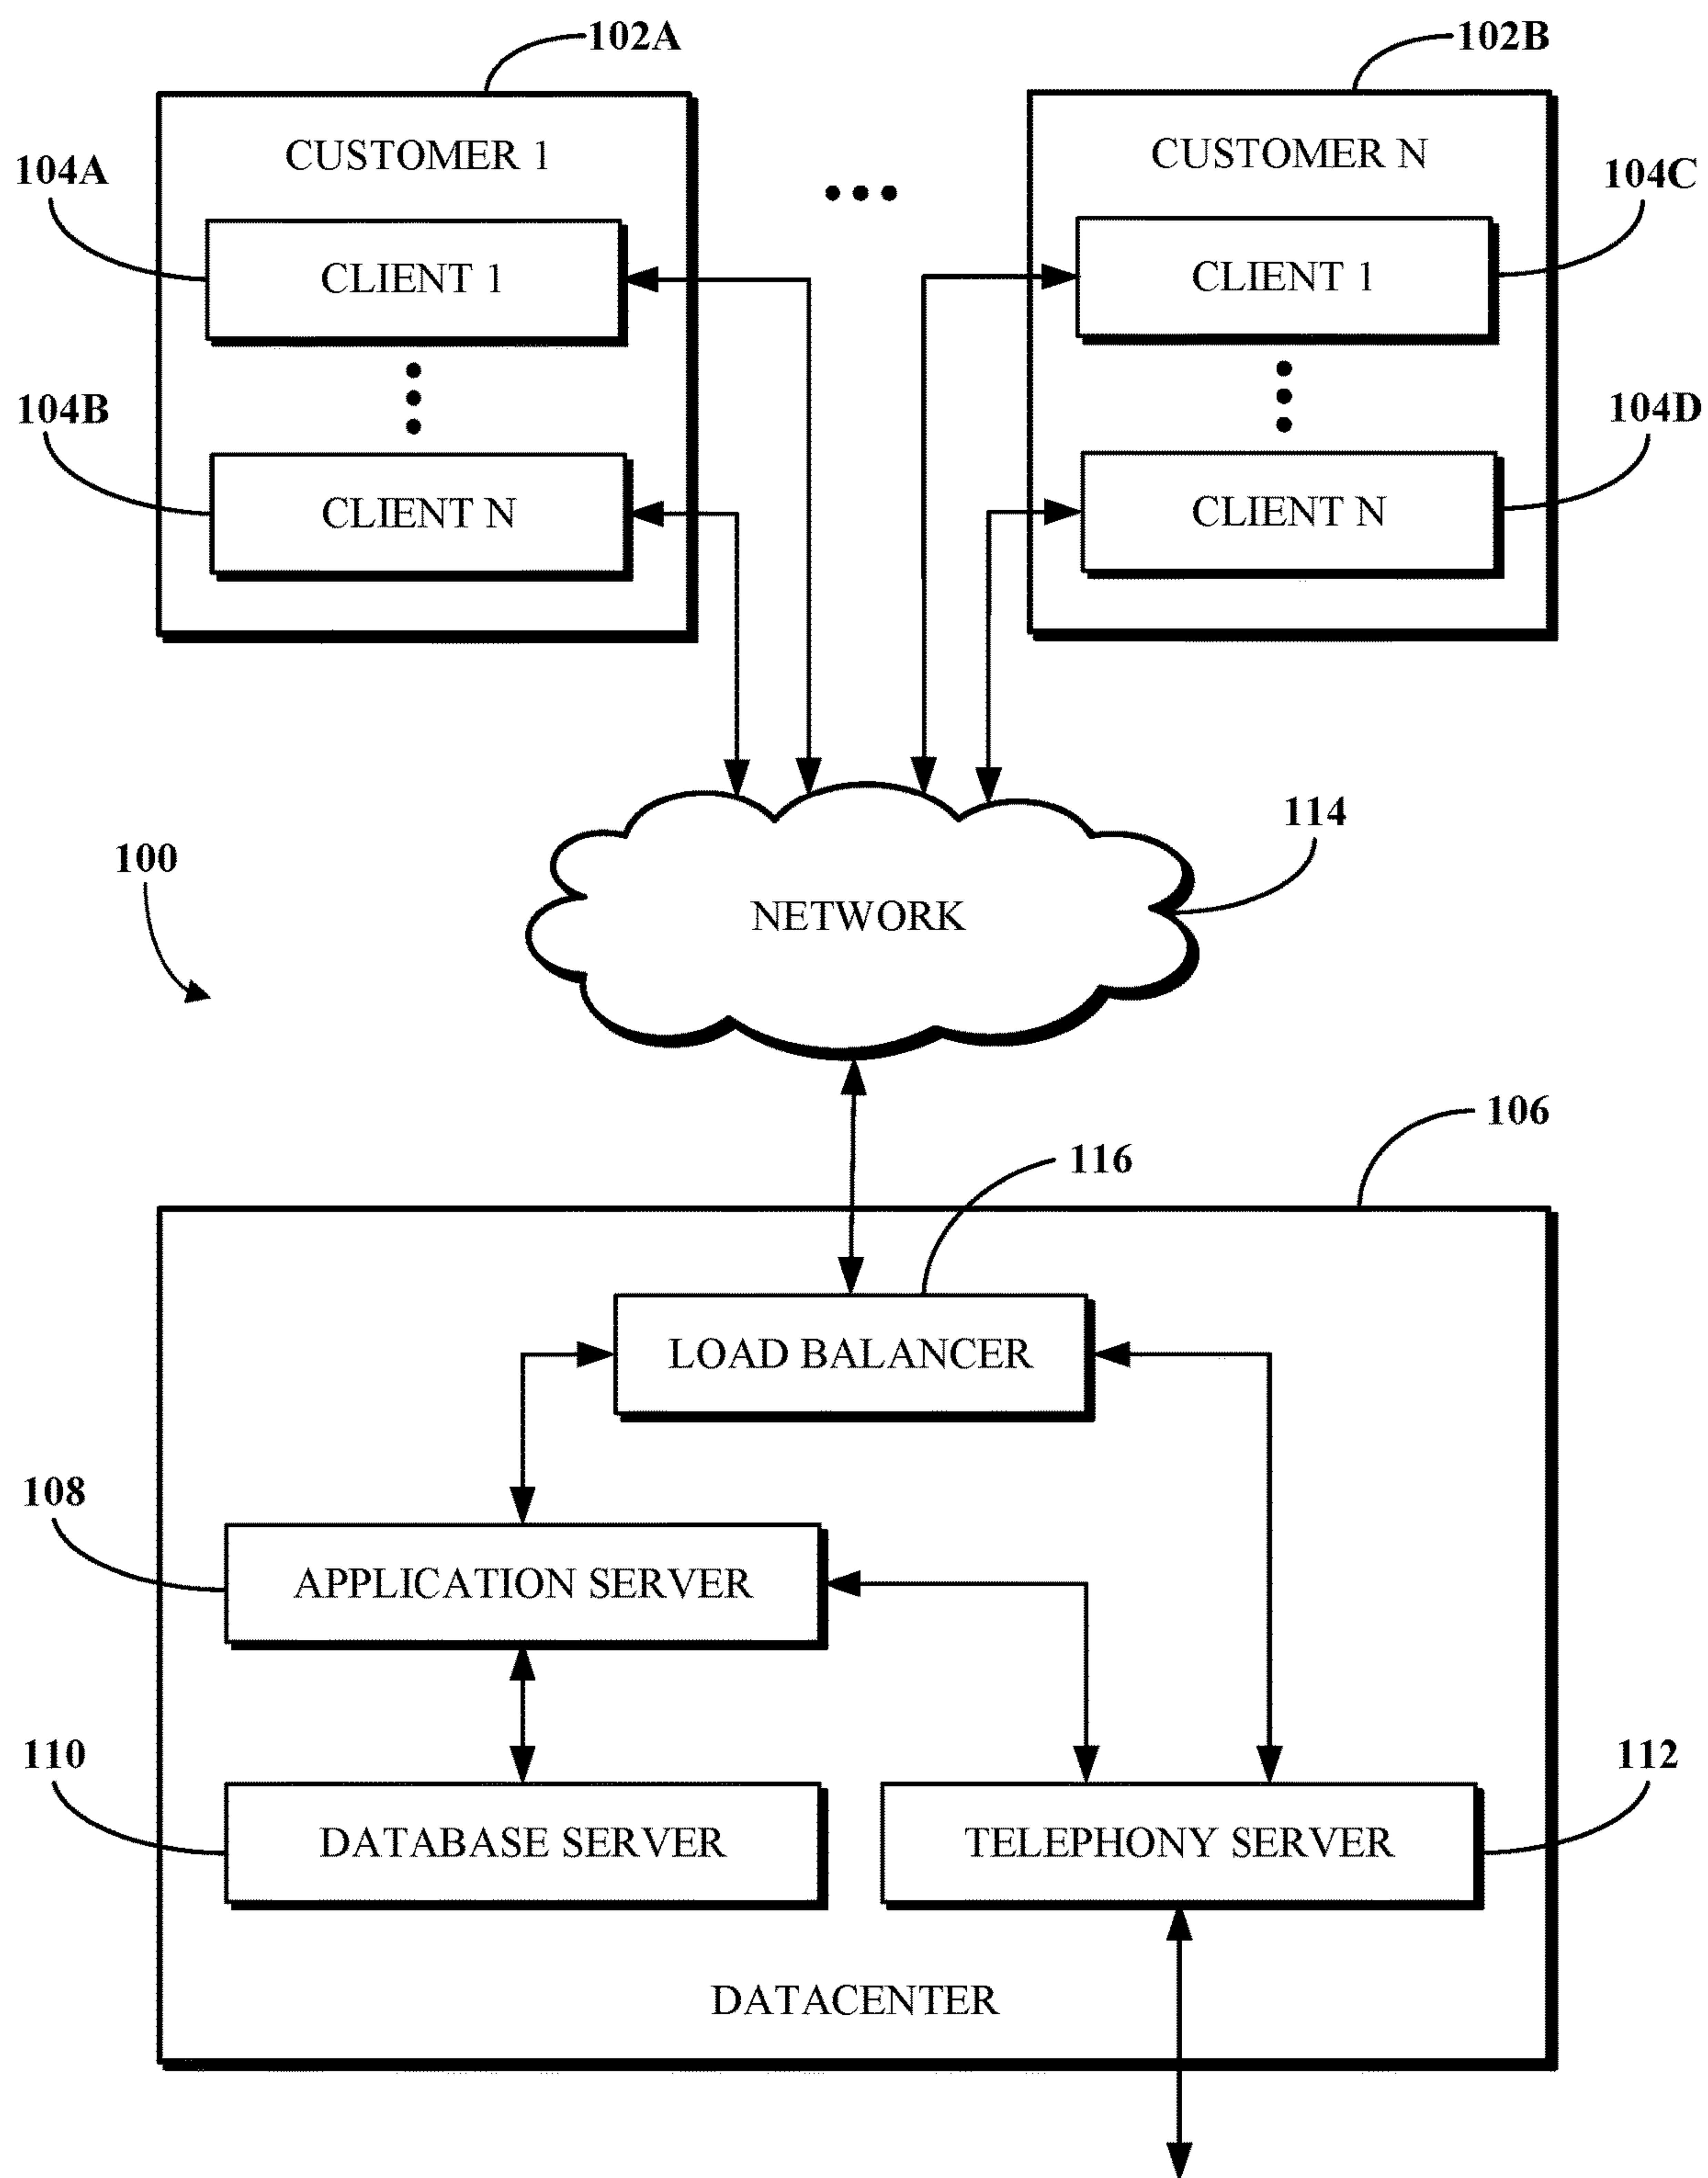 102A
102B
CUSTOMER 1
CUSTOMER N
104A
104C
CLIENT 1
CLIENT 1
104B
104D
CLIENT N
CLIENT N
114
100
NETWORK
106
116
LOAD BALANCER
108
APPLICATION SERVER
110
112
DATABASE SERVER
TELEPHONY SERVER
DATACENTER